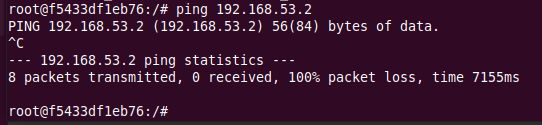 root@f5433df1eb76:/# ping 192.168.53.2
PING 192.168.53.2 (192.168.53.2) 56(84) bytes of data.
^C
--- 192.168.53.2 ping statistics ---
8 packets transmitted, 0 received, 100% packet loss, time 7155ms
root@f5433df1eb76:/#